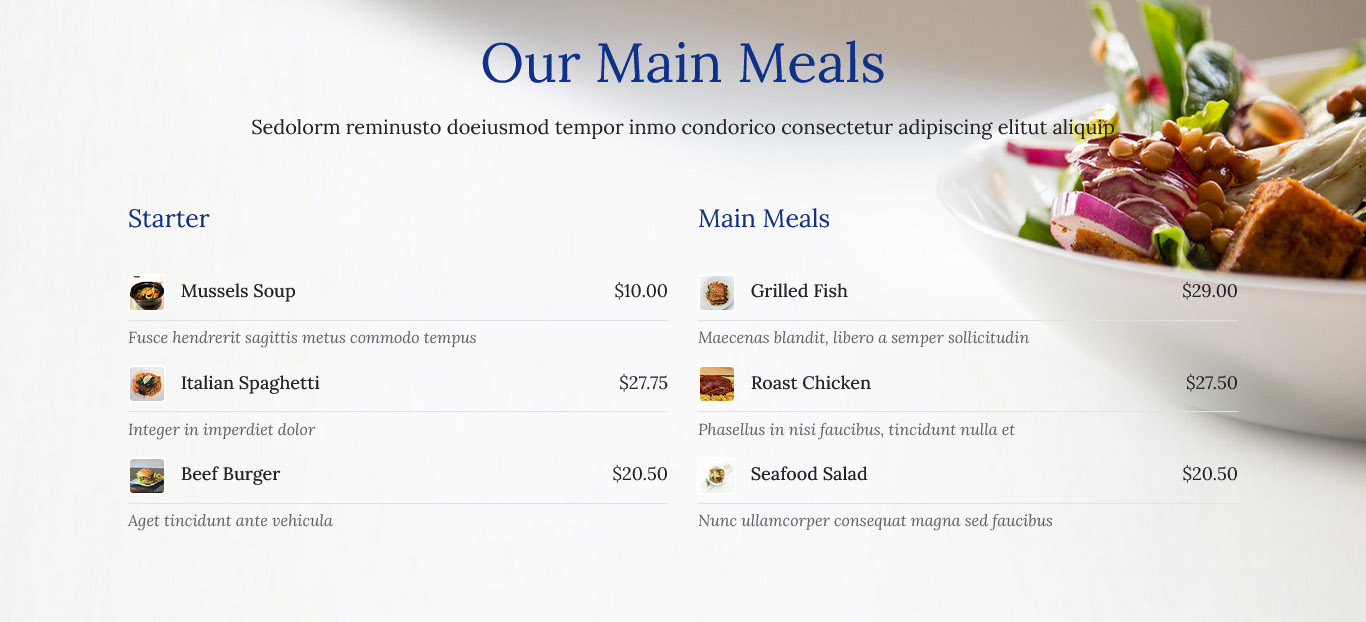 Our Main Meals
Sedolorm reminusto doeiusmod tempor inmo condorico consectetur adipiscing elitut aliquip
Starter
Mussels Soup $10.00
Fusce hendrerit sagittis metus commodo tempus
Italian Spaghetti $27.75
Integer in imperdiet dolor
Beef Burger $20.50
Aget tincidunt ante vehicula
Main Meals
Grilled Fish $29.00
Maecenas blandit, libero a semper sollicitudin
Roast Chicken $27.50
Phasellus in nisi faucibus, tincidunt nulla et
Seafood Salad $20.50
Nunc ullamcorper consequat magna sed faucibus